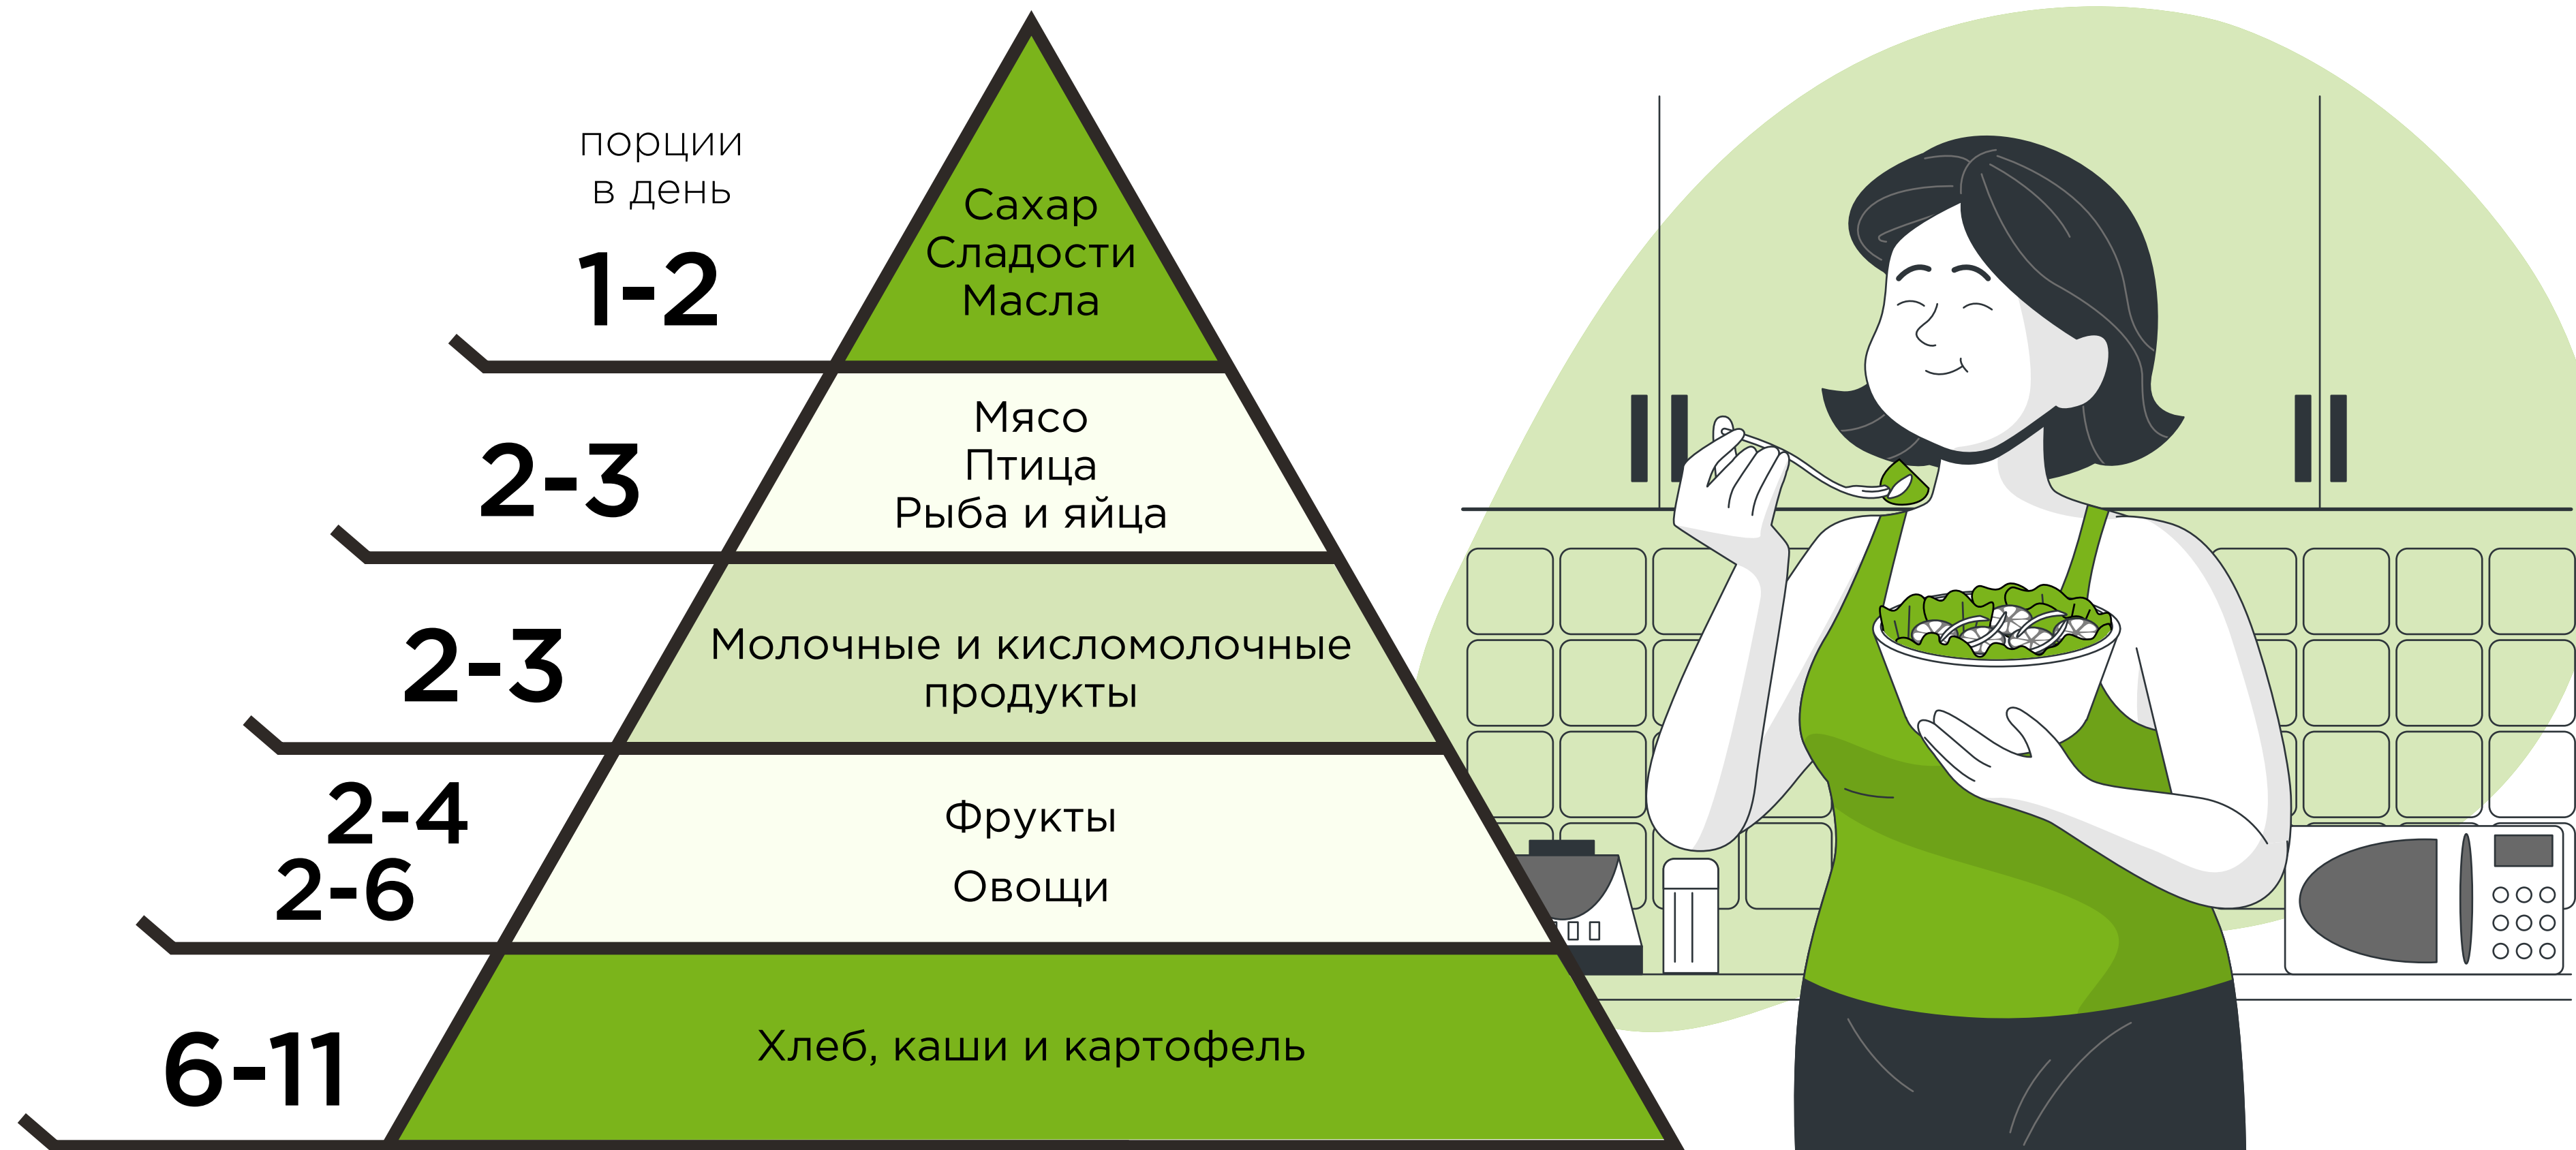 порции
в день
1-2
Сахар
Сладости
Масла
2-3
Мясо
Птица
Рыба и яйца
2-3
Молочные и кисломолочные
продукты
2-4
Фрукты
2-6
Овощи
6-11
Хлеб, каши и картофель